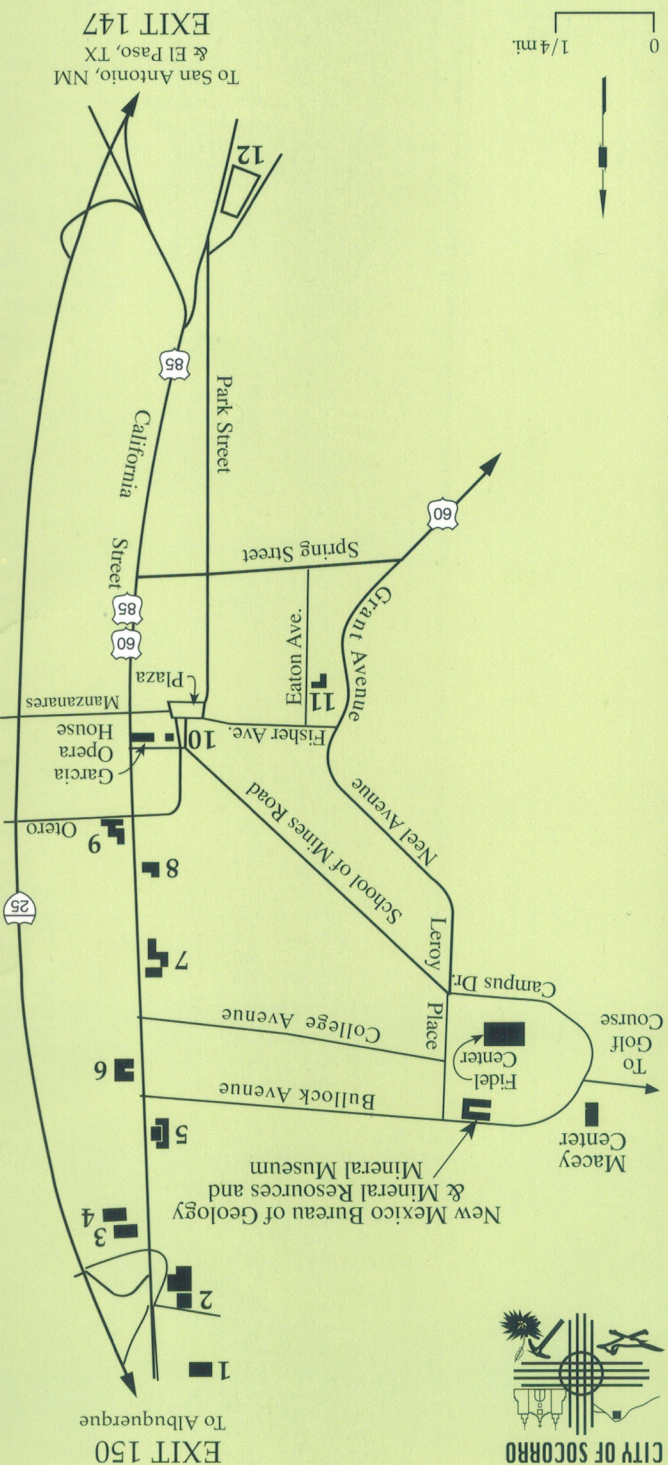 CITY OF SOCORRO
EXIT 150
To Albuquerque
1
2
3
4
New Mexico Bureau of Geology
& Mineral Resources and
Mineral Museum
Macey
Center
5
Bullock Avenue
6
Fidel
Center
To
Golf
Course
College Avenue
Place
Campus Dr.
Leroy
7
25
8
School of Mines Road
Neel Avenue
9
Otero
Garcia
Opera
House
10
Fisher Ave.
Manzanares
Plaza
11
Eaton Ave.
Grant Avenue
60
85
Spring Street
60
California Street
Park Street
85
12
To San Antonio, NM
& El Paso, TX
EXIT 147
0
1/4 mi.